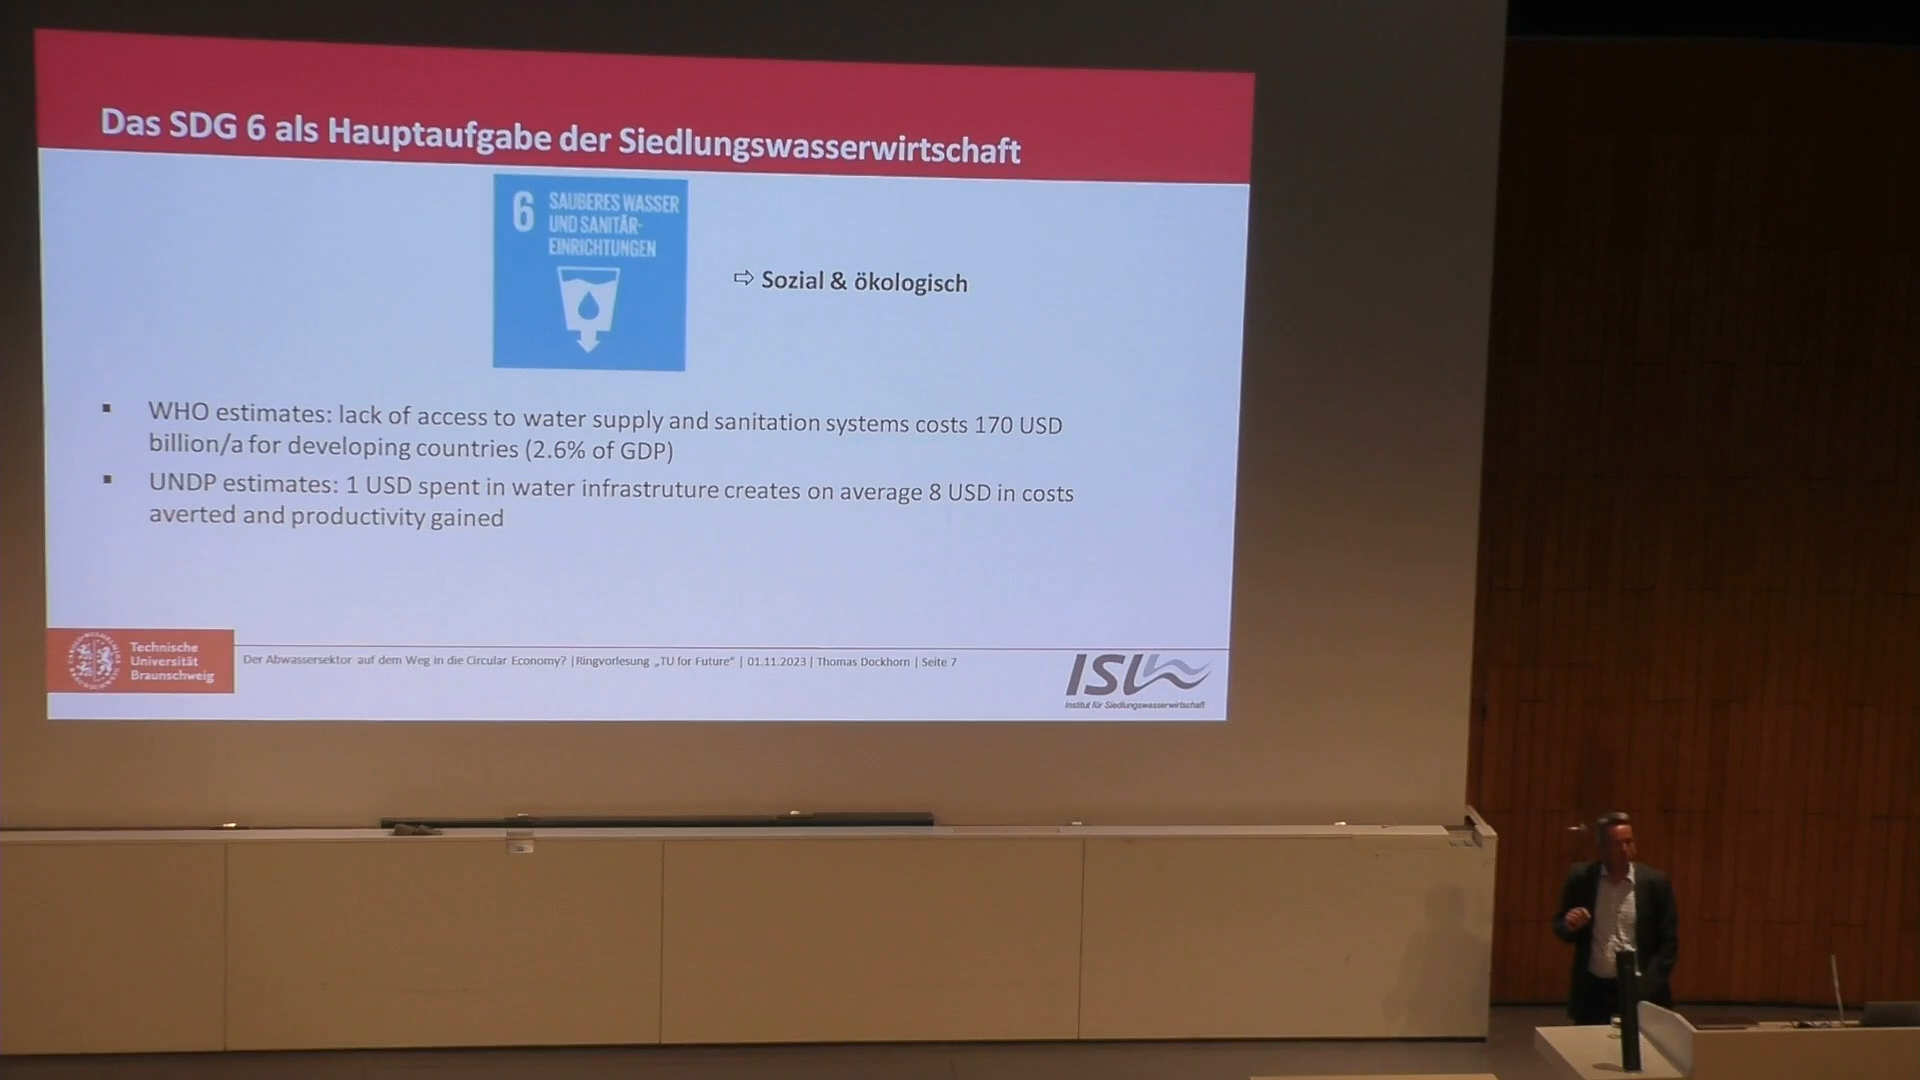 Das SDG 6 als Hauptaufgabe der Siedlungswasserwirtschaft
6 SAUBERES WASSER
UND SANITÄR-
EINRICHTUNGEN
⇨ Sozial & ökologisch
▪ WHO estimates: lack of access to water supply and sanitation systems costs 170 USD
billion/a for developing countries (2.6% of GDP)
▪ UNDP estimates: 1 USD spent in water infrastruture creates on average 8 USD in costs
averted and productivity gained
Technische
Universität
Braunschweig
Der Abwassersektor auf dem Weg in die Circular Economy? |Ringvorlesung „TU for Future“ | 01.11.2023 | Thomas Dockhorn | Seite 7
ISW
Institut für Siedlungswasserwirtschaft